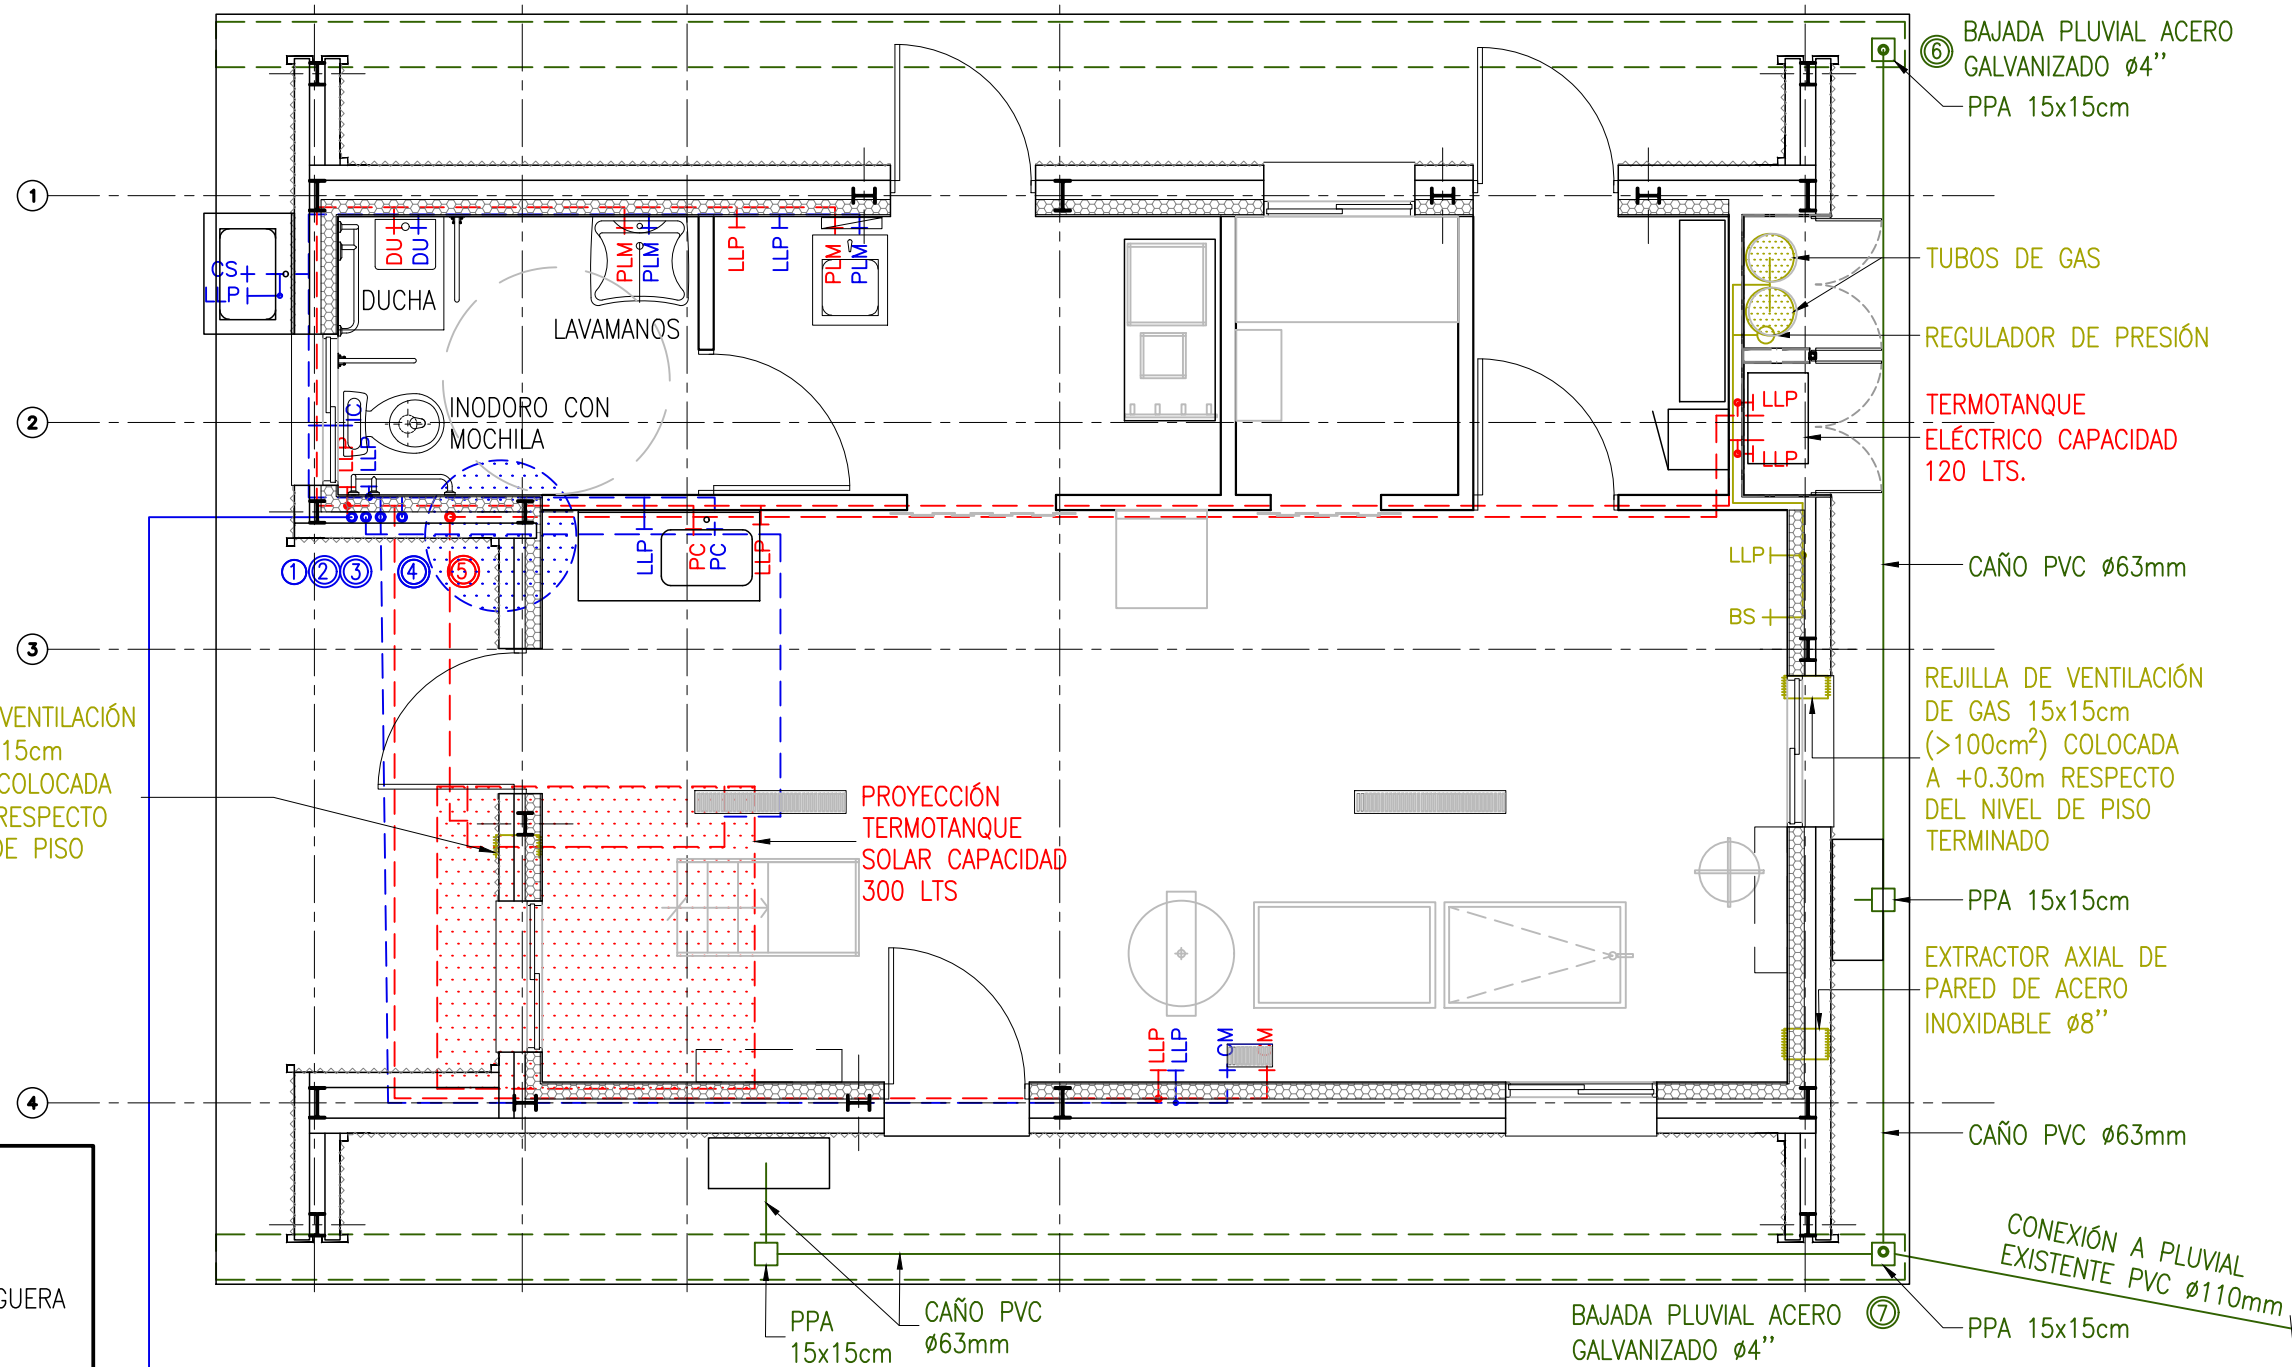 BAJADA PLUVIAL ACERO
GALVANIZADO ø4’’
6
PPA 15x15cm
1
TUBOS DE GAS
REGULADOR DE PRESIÓN
CS
LLP
DU
DU
DUCHA
PLM
PLM
LAVAMANOS
LLP
LLP
PLM
PLM
2
IC
LLP
LLP
INODORO CON
MOCHILA
LLP
LLP
TERMOTANQUE
ELÉCTRICO CAPACIDAD
120 LTS.
1
2
3
4
5
LLP
PC
PC
LLP
LLP
BS
CAÑO PVC ø63mm
3
VENTILACIÓN
15cm
COLOCADA
RESPECTO
DE PISO
REJILLA DE VENTILACIÓN
DE GAS 15x15cm
(>100cm²) COLOCADA
A +0.30m RESPECTO
DEL NIVEL DE PISO
TERMINADO
PROYECCIÓN
TERMOTANQUE
SOLAR CAPACIDAD
300 LTS
PPA 15x15cm
EXTRACTOR AXIAL DE
PARED DE ACERO
INOXIDABLE ø8’’
LLP
LLP
CM
CM
4
CAÑO PVC ø63mm
CONEXIÓN A PLUVIAL
EXISTENTE PVC ø110mm
GUERA
PPA
15x15cm
CAÑO PVC
ø63mm
BAJADA PLUVIAL ACERO
GALVANIZADO ø4’’
7
PPA 15x15cm